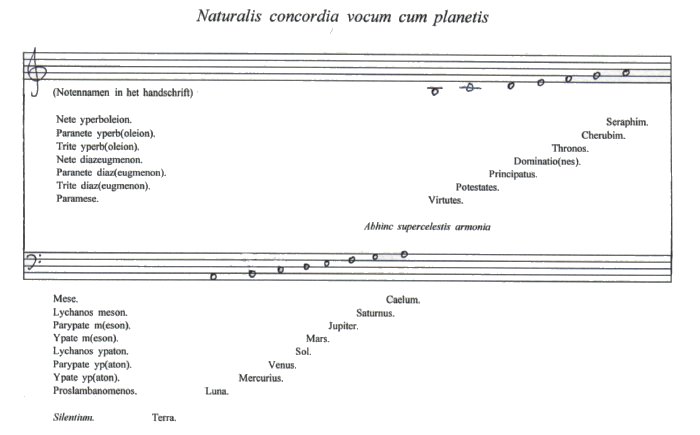 Naturalis concordia vocum cum planetis
(Notennamen in het handschrift)
Nete yperboleion. Seraphim.
Paranete yperb(oleion). Cherubim.
Trite yperb(oleion). Thronos.
Nete diazeugmenon. Dominatio(nes).
Paranete diaz(eugmenon). Principatus.
Trite diaz(eugmenon). Potestates.
Paramese. Virtutes.
Abhinc supercelestis armonia
Mese. Caelum.
Lychanos meson. Saturnus.
Parypate m(eson). Jupiter.
Ypate m(eson). Mars.
Lychanos ypaton. Sol.
Parypate yp(aton). Venus.
Ypate yp(aton). Mercurius.
Proslambanomenos. Luna.
Silentium. Terra.